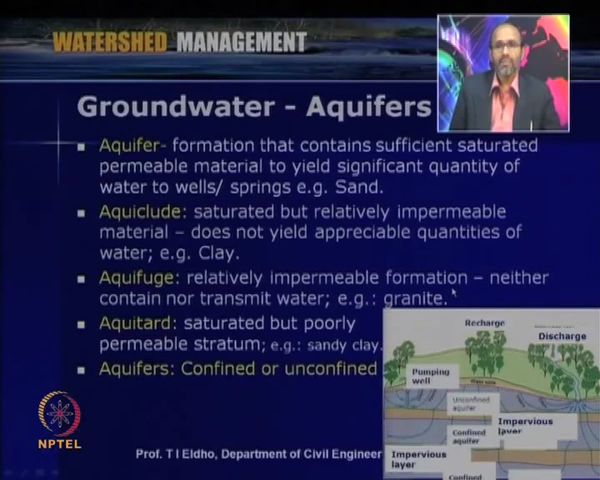 WATERSHED MANAGEMENT
Groundwater - Aquifers
Aquifer- formation that contains sufficient saturated
permeable material to yield significant quantity of
water to wells/ springs e.g. Sand.
Aquiclude: saturated but relatively impermeable
material – does not yield appreciable quantities of
water; e.g. Clay.
Aquifuge: relatively impermeable formation – neither
contain nor transmit water; e.g.: granite.
Aquitard: saturated but poorly
permeable stratum; e.g.: sandy clay.
Aquifers: Confined or unconfined
Recharge
Discharge
Pumping
well
Unconfined
aquifer
Impervious
layer
Confined
aquifer
Impervious
layer
Confined
NPTEL
Prof. T I Eldho, Department of Civil Engineer